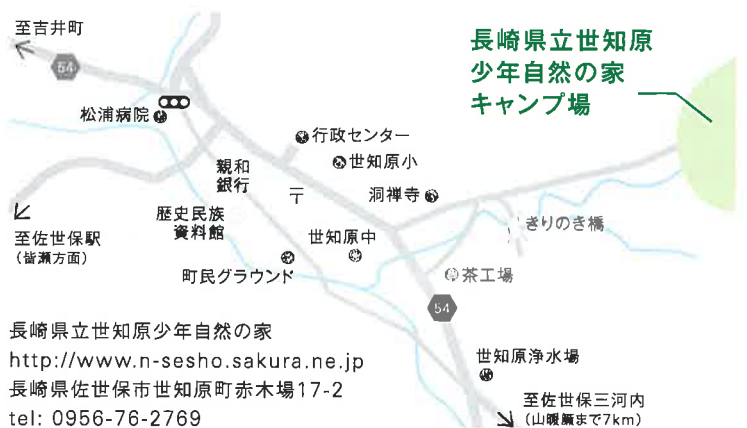 至吉井町
長崎県立世知原
少年自然の家
キャンプ場
54
松浦病院
行政センター
世知原小
親和
銀行
〒
洞禅寺
歴史民族
資料館
世知原中
きりのき橋
至佐世保駅
(皆瀬方面)
町民グラウンド
茶工場
54
長崎県立世知原少年自然の家
http://www.n-sesho.sakura.ne.jp
長崎県佐世保市世知原町赤木場17-2
tel: 0956-76-2769
世知原浄水場
至佐世保三河内
(山暖簾まで7km)